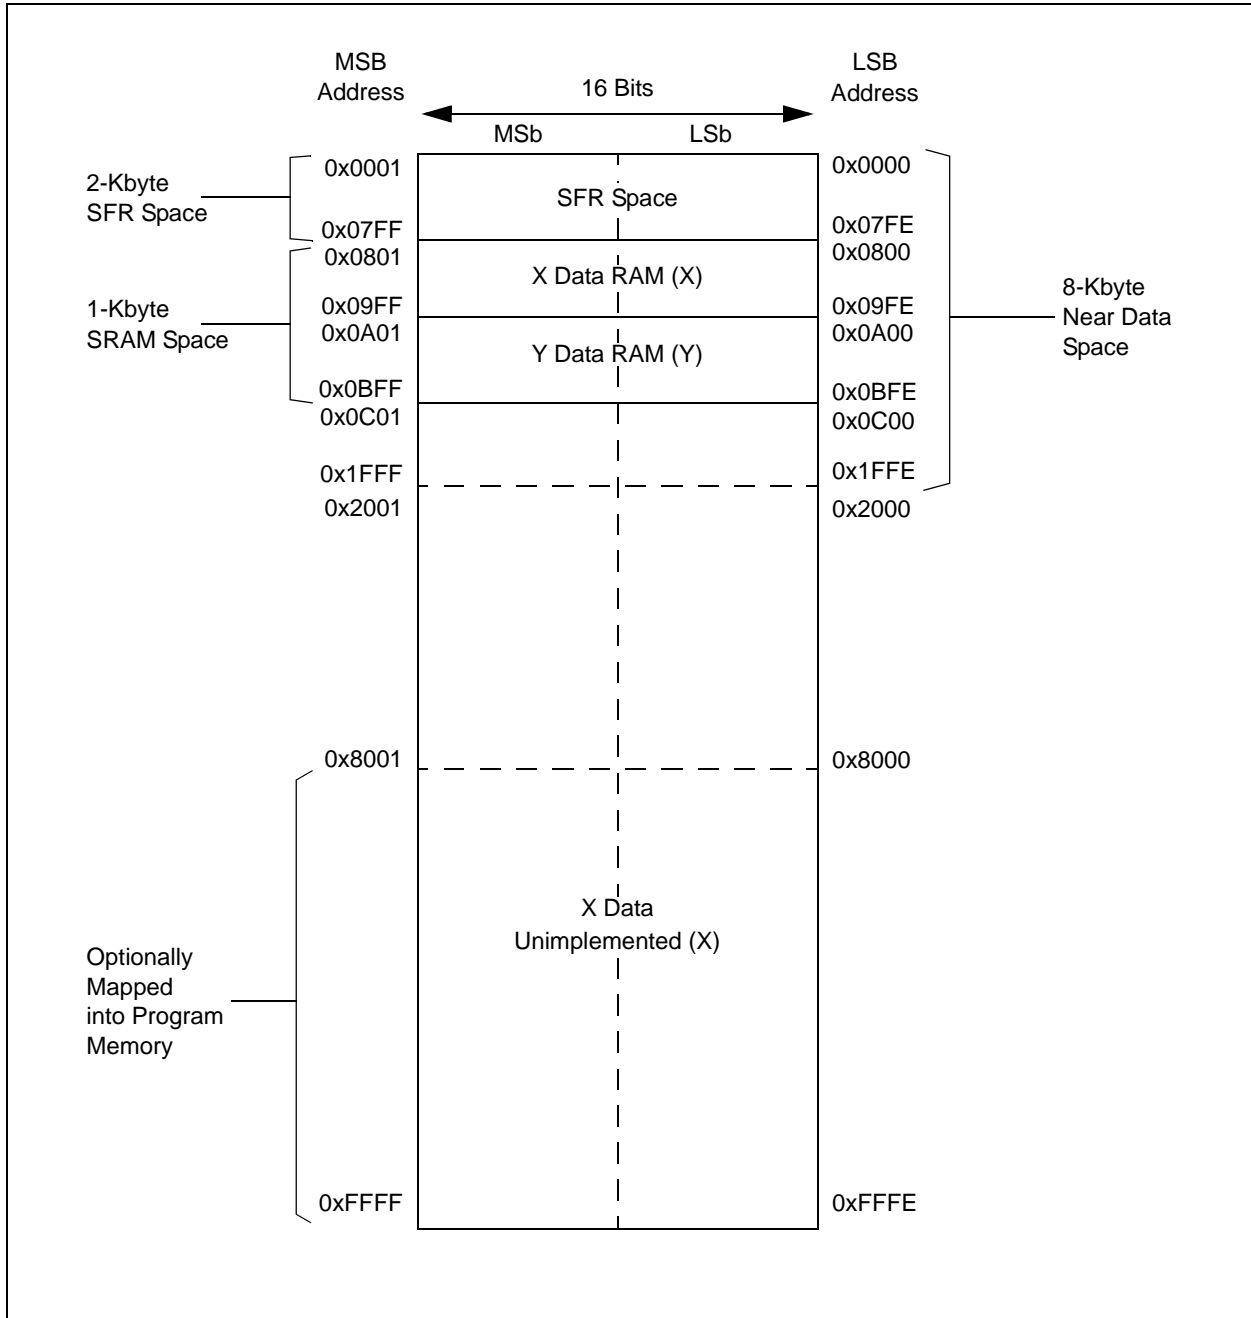 MSB
Address
16 Bits
LSB
Address
MSb
LSb
0x0001
0x0000
2-Kbyte
SFR Space
SFR Space
0x07FF
0x07FE
0x0801
0x0800
X Data RAM (X)
1-Kbyte
SRAM Space
0x09FF
0x09FE
0x0A01
0x0A00
8-Kbyte
Near Data
Space
Y Data RAM (Y)
0x0BFF
0x0BFE
0x0C01
0x0C00
0x1FFF
0x1FFE
0x2001
0x2000
0x8001
0x8000
X Data
Unimplemented (X)
Optionally
Mapped
into Program
Memory
0xFFFF
0xFFFE